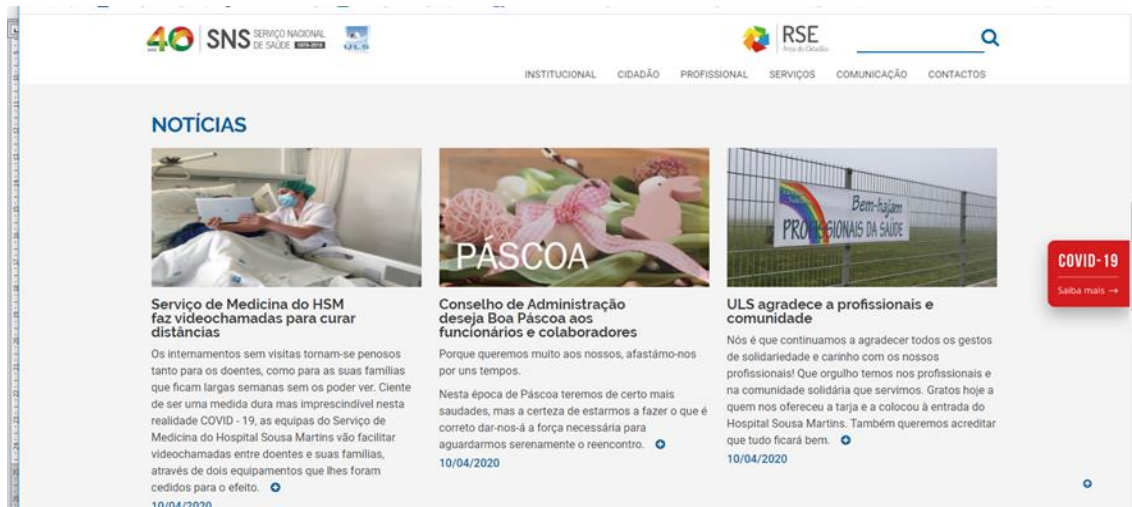 40
SNS SERVIÇO NACIONAL
DE SAÚDE 1979-2019
ULS
RSE
Área do Cidadão
INSTITUCIONAL CIDADÃO PROFISSIONAL SERVIÇOS COMUNICAÇÃO CONTACTOS
NOTÍCIAS
PÁSCOA
Bem-hajam
PROFISSIONAIS DA SAÚDE
COVID-19
Saiba mais →
Serviço de Medicina do HSM
faz videochamadas para curar
distâncias
Os internamentos sem visitas tornam-se penosos
tanto para os doentes, como para as suas famílias
que ficam largas semanas sem os poder ver. Ciente
de ser uma medida dura mas imprescindível nesta
realidade COVID - 19, as equipas do Serviço de
Medicina do Hospital Sousa Martins vão facilitar
videochamadas entre doentes e suas famílias,
através de dois equipamentos que lhes foram
cedidos para o efeito.
10/04/2020
Conselho de Administração
deseja Boa Páscoa aos
funcionários e colaboradores
Porque queremos muito aos nossos, afastámo-nos
por uns tempos.
Nesta época de Páscoa teremos de certo mais
saudades, mas a certeza de estarmos a fazer o que é
correto dar-nos-á a força necessária para
aguardarmos serenamente o reencontro.
10/04/2020
ULS agradece a profissionais e
comunidade
Nós é que continuamos a agradecer todos os gestos
de solidariedade e carinho com os nossos
profissionais! Que orgulho temos nos profissionais e
na comunidade solidária que servimos. Gratos hoje a
quem nos ofereceu a tarja e a colocou à entrada do
Hospital Sousa Martins. Também queremos acreditar
que tudo ficará bem.
10/04/2020